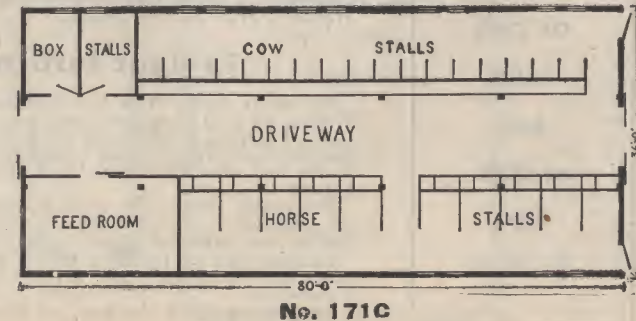 BOX STALLS COW STALLS
DRIVEWAY
FEED ROOM HORSE STALLS
80'-0"
No. 171C